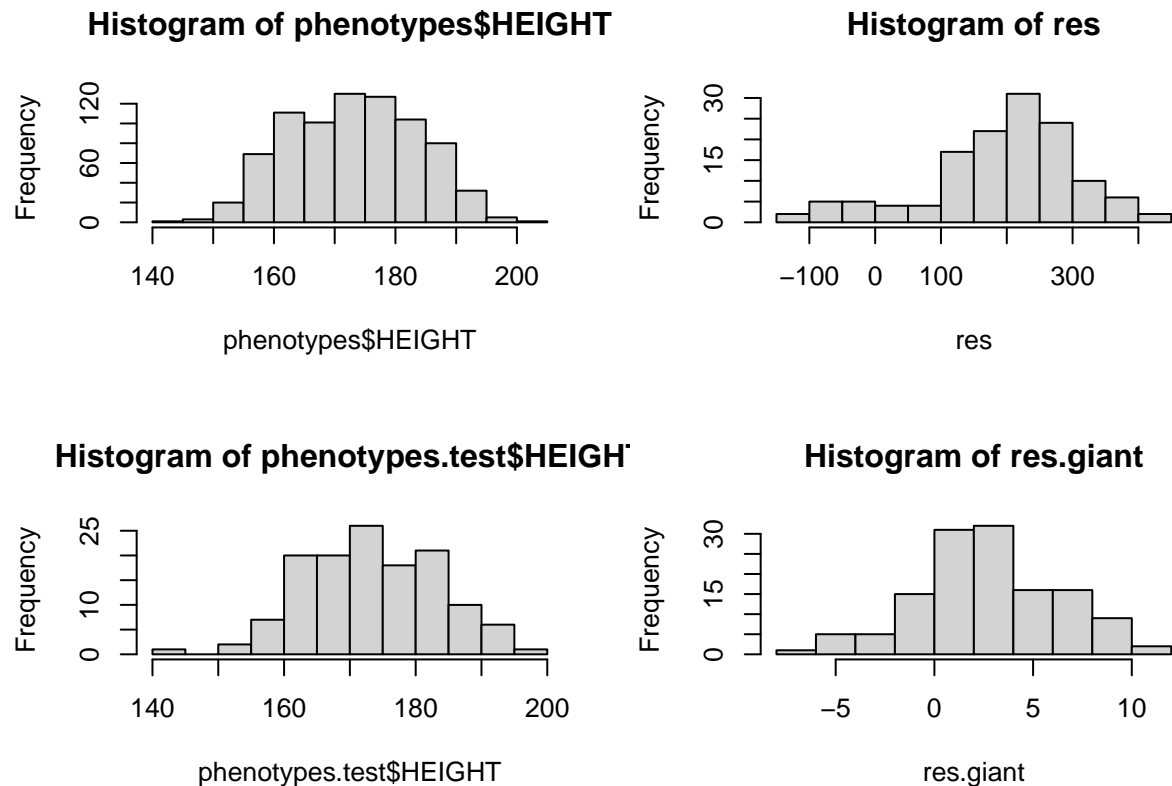 Histogram of phenotypes$HEIGHT
Frequency
0 60 120
140 160 180 200
phenotypes$HEIGHT
Histogram of res
Frequency
0 15 30
−100 0 100 300
res
Histogram of phenotypes.test$HEIGH
Frequency
0 10 25
140 160 180 200
phenotypes.test$HEIGHT
Histogram of res.giant
Frequency
0 15 30
−5 0 5 10
res.giant